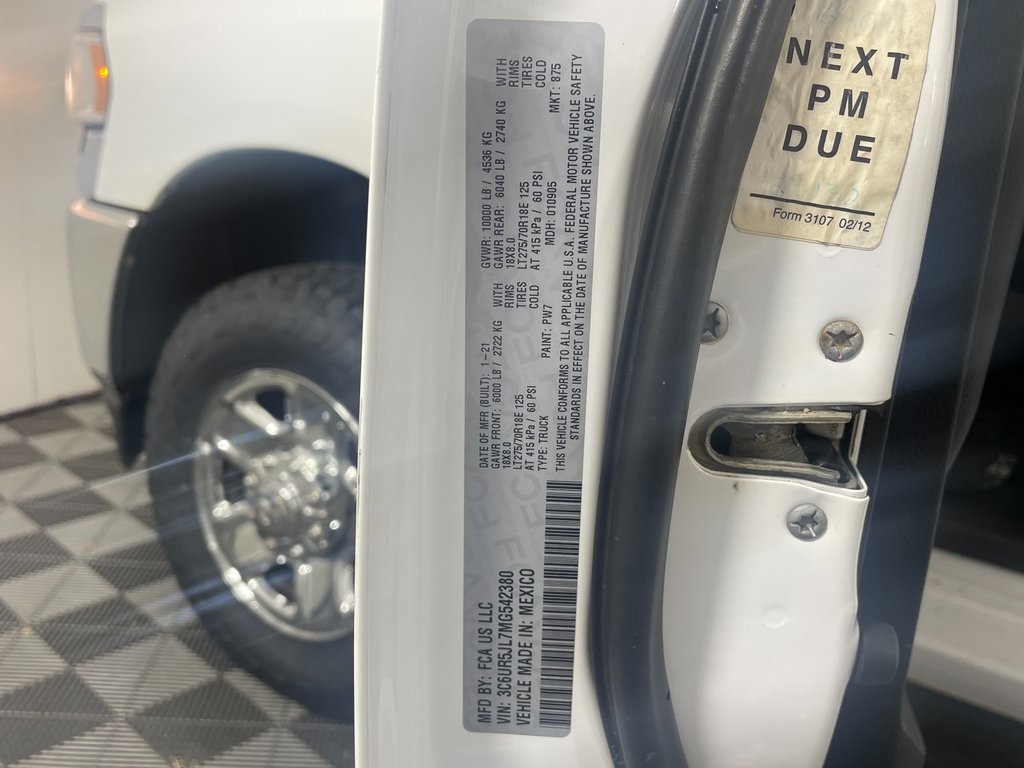 MFD BY: FCA US LLC
VIN: 3C6UR5JL7MG542380
VEHICLE MADE IN: MEXICO
DATE OF MFR (BUILT): 1-21
GVWR: 10000 LB / 4536 KG
GAWR FRONT: 6000 LB / 2722 KG WITH
18X8.0 RIMS
LT275/70R18E 125 TIRES
AT 415 kPa / 60 PSI COLD
GAWR REAR: 6040 LB / 2740 KG WITH
18X8.0 RIMS
LT275/70R18E 125 TIRES
AT 415 kPa / 60 PSI COLD
TYPE: TRUCK PAINT: PW7 MDH: 010905 MKT: 875
THIS VEHICLE CONFORMS TO ALL APPLICABLE U.S.A. FEDERAL MOTOR VEHICLE SAFETY
STANDARDS IN EFFECT ON THE DATE OF MANUFACTURE SHOWN ABOVE.
NEXT
PM
DUE
Form 3107 02/12